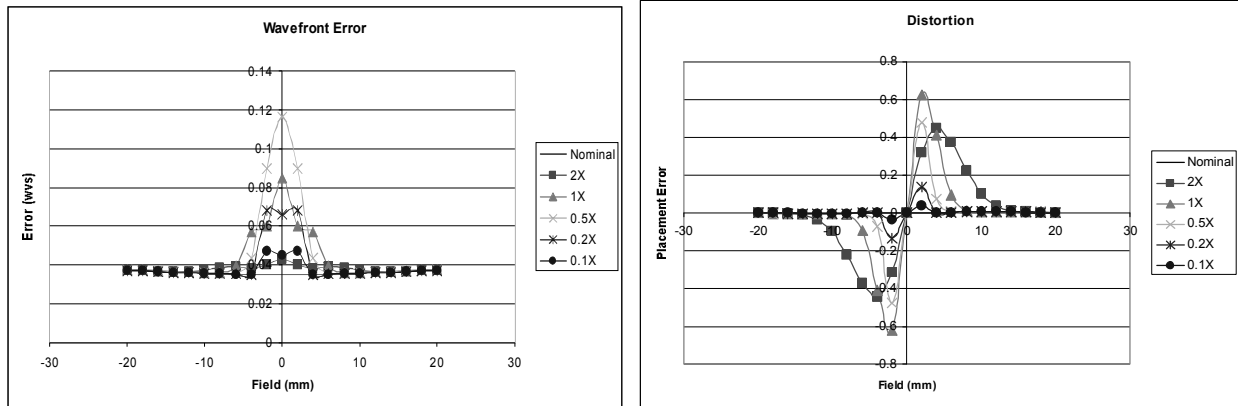 Wavefront Error
0.14
0.12
0.1
0.08
0.06
0.04
0.02
0
-30
-20
-10
0
10
20
30
Error (wvs)
Field (mm)
Nominal
2X
1X
0.5X
0.2X
0.1X
Distortion
0.8
0.6
0.4
0.2
0
-0.2
-0.4
-0.6
-0.8
-30
-20
-10
0
10
20
30
Placement Error
Field (mm)
Nominal
2X
1X
0.5X
0.2X
0.1X